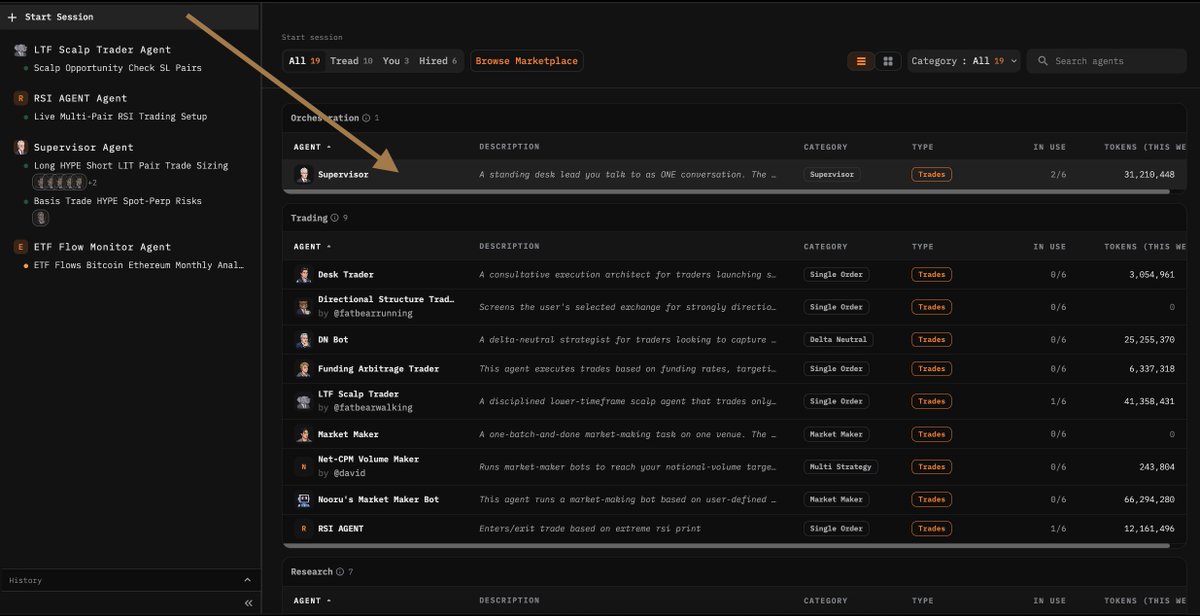 Start Session
LTF Scalp Trader Agent
Scalp Opportunity Check SL Pairs
R RSI AGENT Agent
Live Multi-Pair RSI Trading Setup
Supervisor Agent
Long HYPE Short LIT Pair Trade Sizing
+2
Basis Trade HYPE Spot-Perp Risks
E ETF Flow Monitor Agent
ETF Flows Bitcoin Ethereum Monthly Anal…
History
Start session
All 19 Tread 10 You 3 Hired 6 Browse Marketplace Category : All 19 Search agents
Orchestration 1
AGENT DESCRIPTION CATEGORY TYPE IN USE TOKENS (THIS WE
Supervisor A standing desk lead you talk to as ONE conversation. The … Supervisor Trades 2/6 31,210,448
Trading 9
AGENT DESCRIPTION CATEGORY TYPE IN USE TOKENS (THIS WE
Desk Trader A consultative execution architect for traders launching s… Single Order Trades 0/6 3,054,961
Directional Structure Trad… Screens the user's selected exchange for strongly directio… Single Order Trades 0/6 0
by @fatbearrunning
DN Bot A delta-neutral strategist for traders looking to capture … Delta Neutral Trades 0/6 25,255,370
Funding Arbitrage Trader This agent executes trades based on funding rates, targeti… Single Order Trades 0/6 6,337,318
LTF Scalp Trader A disciplined lower-timeframe scalp agent that trades only… Single Order Trades 1/6 41,358,431
by @fatbearwalking
Market Maker A one-batch-and-done market-making task on one venue. The … Market Maker Trades 0/6 0
N Net-CPM Volume Maker Runs market-maker bots to reach your notional-volume targe… Multi Strategy Trades 0/6 243,804
by @david
Nooru's Market Maker Bot This agent runs a market-making bot based on user-defined … Market Maker Trades 0/6 66,294,280
R RSI AGENT Enters/exit trade based on extreme rsi print Single Order Trades 1/6 12,161,496
Research 7
AGENT DESCRIPTION CATEGORY TYPE IN USE TOKENS (THIS WE